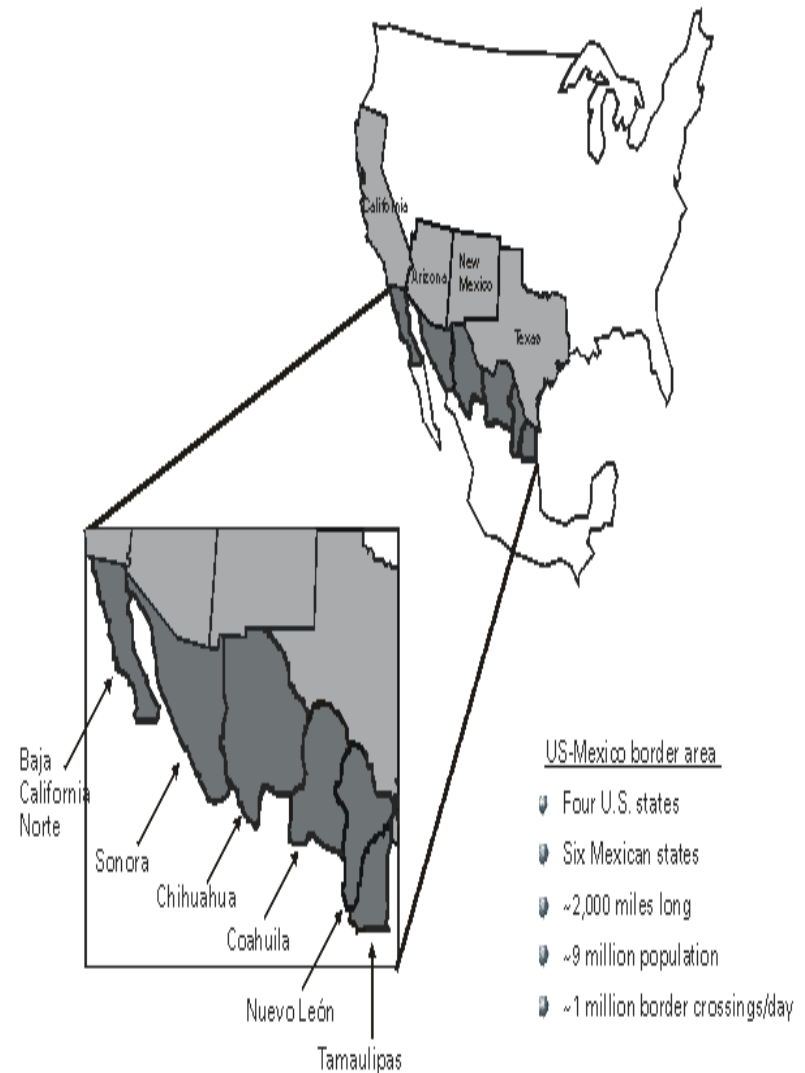 California
Arizona
New
Mexico
Texas
Baja
California
Norte
Sonora
Chihuahua
Coahuila
Nuevo León
Tamaulipas
US-Mexico border area
Four U.S. states
Six Mexican states
~2,000 miles long
~9 million population
~1 million border crossings/day